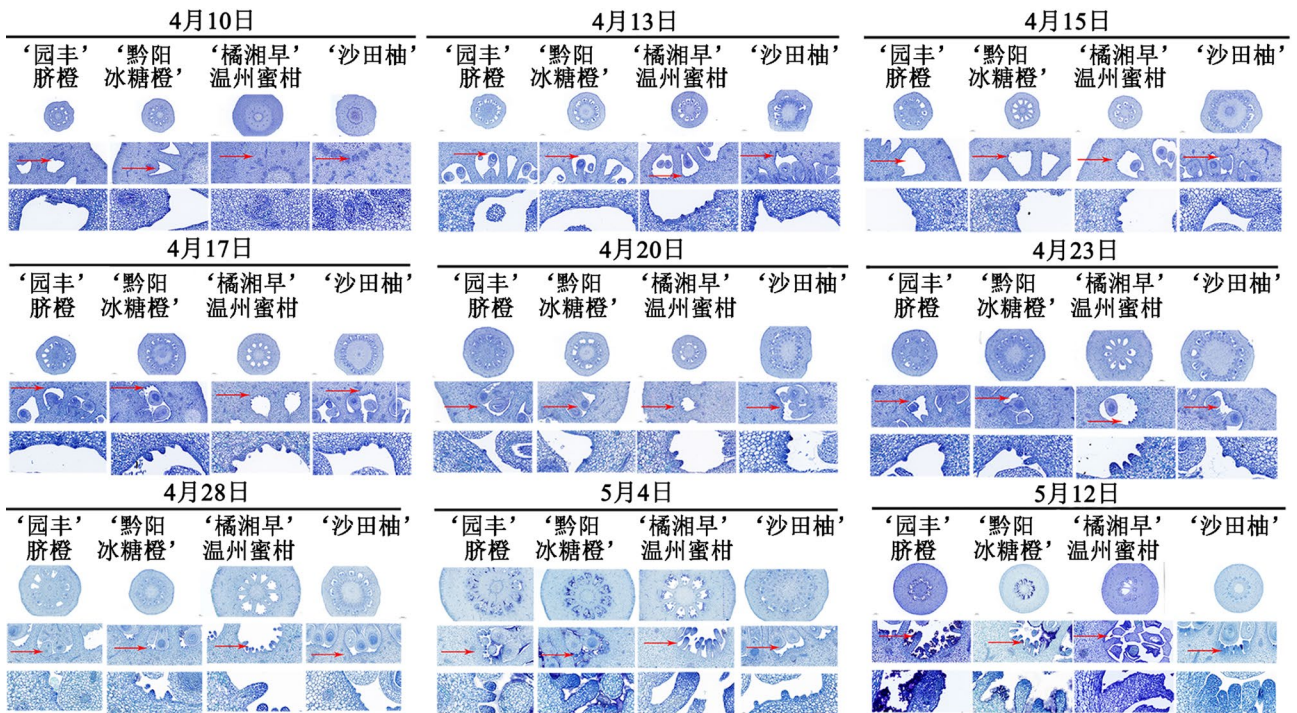 4月10日
4月13日
4月15日
‘园丰’ ‘黔阳 ‘橘湘早’ ‘沙田柚’
脐橙 冰糖橙’ 温州蜜柑
‘园丰’ ‘黔阳 ‘橘湘早’ ‘沙田柚’
脐橙 冰糖橙’ 温州蜜柑
‘园丰’ ‘黔阳 ‘橘湘早’ ‘沙田柚’
脐橙 冰糖橙’ 温州蜜柑
4月17日
4月20日
4月23日
‘园丰’ ‘黔阳 ‘橘湘早’ ‘沙田柚’
脐橙 冰糖橙’ 温州蜜柑
‘园丰’ ‘黔阳 ‘橘湘早’ ‘沙田柚’
脐橙 冰糖橙’ 温州蜜柑
‘园丰’ ‘黔阳 ‘橘湘早’ ‘沙田柚’
脐橙 冰糖橙’ 温州蜜柑
4月28日
5月4日
5月12日
‘园丰’ ‘黔阳 ‘橘湘早’ ‘沙田柚’
脐橙 冰糖橙’ 温州蜜柑
‘园丰’ ‘黔阳 ‘橘湘早’ ‘沙田柚’
脐橙 冰糖橙’ 温州蜜柑
‘园丰’ ‘黔阳 ‘橘湘早’ ‘沙田柚’
脐橙 冰糖橙’ 温州蜜柑